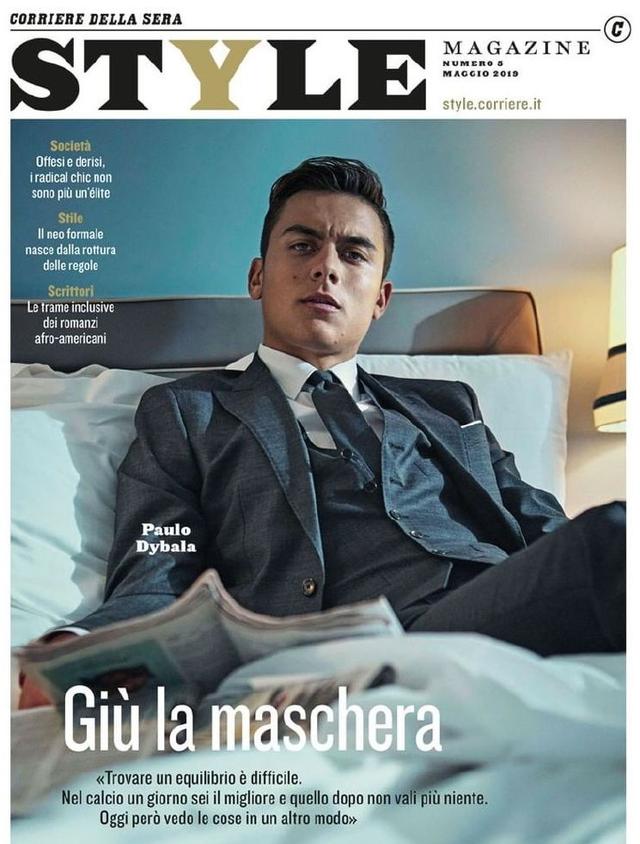 CORRIERE DELLA SERA
C
STYLE
MAGAZINE
NUMERO 5
MAGGIO 2019
style.corriere.it
Società
Offesi e derisi,
i radical chic non
sono più un'élite
Stile
Il neo formale
nasce dalla rottura
delle regole
Scrittori
Le trame inclusive
dei romanzi
afro-americani
Paulo
Dybala
Giù la maschera
«Trovare un equilibrio è difficile.
Nel calcio un giorno sei il migliore e quello dopo non vali più niente.
Oggi però vedo le cose in un altro modo»